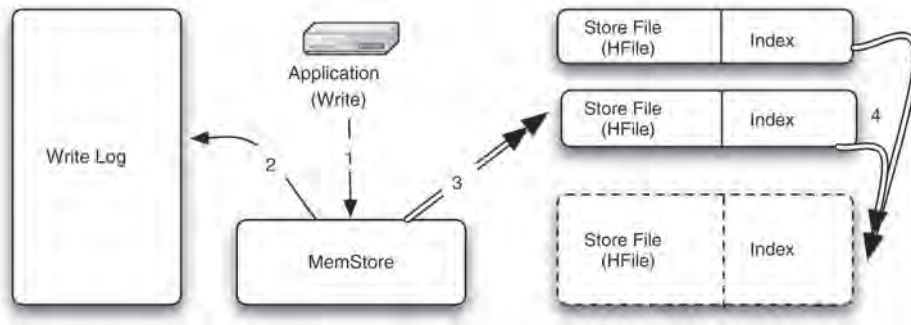 Write Log
Application
(Write)
1
2
3
MemStore
Store File
(HFile)
Index
Store File
(HFile)
Index
4
Store File
(HFile)
Index